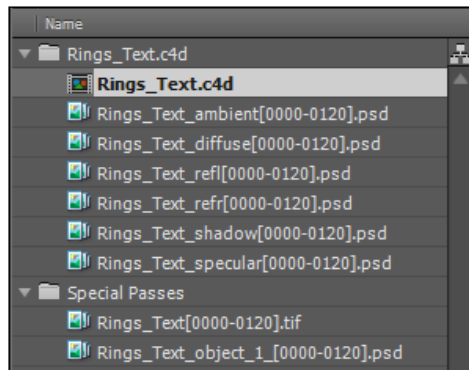 Name
Rings_Text.c4d
Rings_Text.c4d
Rings_Text_ambient[0000-0120].psd
Rings_Text_diffuse[0000-0120].psd
Rings_Text_refl[0000-0120].psd
Rings_Text_refr[0000-0120].psd
Rings_Text_shadow[0000-0120].psd
Rings_Text_specular[0000-0120].psd
Special Passes
Rings_Text[0000-0120].tif
Rings_Text_object_1_[0000-0120].psd